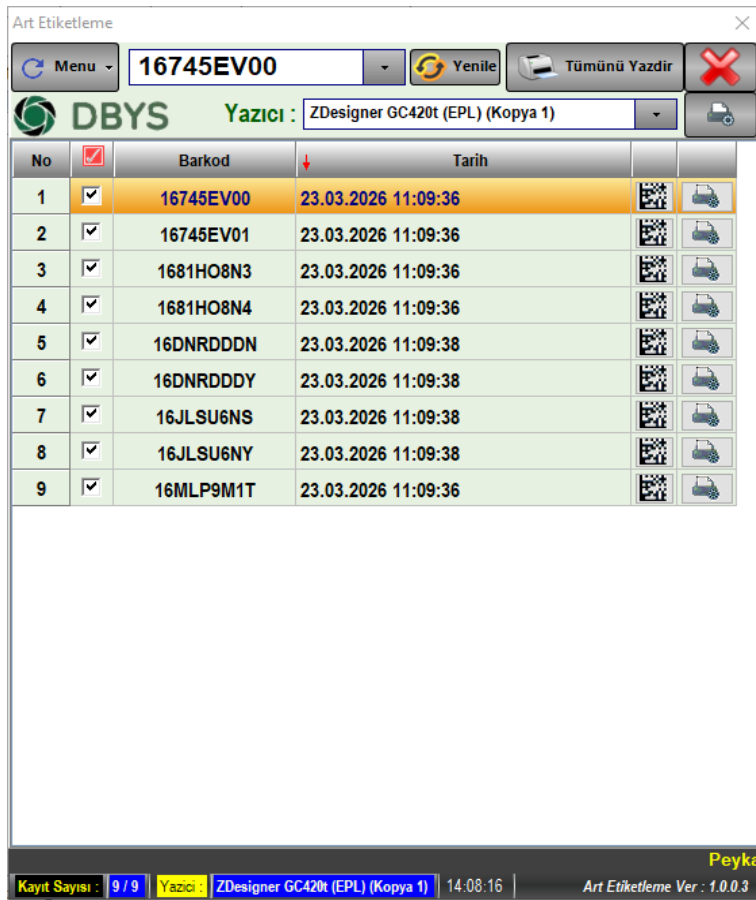 Art Etiketleme
Menu 16745EV00 Yenile Tümünü Yazdir
DBYS Yazıcı : ZDesigner GC420t (EPL) (Kopya 1)
No Barkod Tarih
1 16745EV00 23.03.2026 11:09:36
2 16745EV01 23.03.2026 11:09:36
3 1681HO8N3 23.03.2026 11:09:36
4 1681HO8N4 23.03.2026 11:09:36
5 16DNRDDDN 23.03.2026 11:09:38
6 16DNRDDDY 23.03.2026 11:09:38
7 16JLSU6NS 23.03.2026 11:09:38
8 16JLSU6NY 23.03.2026 11:09:38
9 16MLP9M1T 23.03.2026 11:09:36
Peyka
Kayıt Sayısı : 9 / 9 Yazici : ZDesigner GC420t (EPL) (Kopya 1) 14:08:16 Art Etiketleme Ver : 1.0.0.3